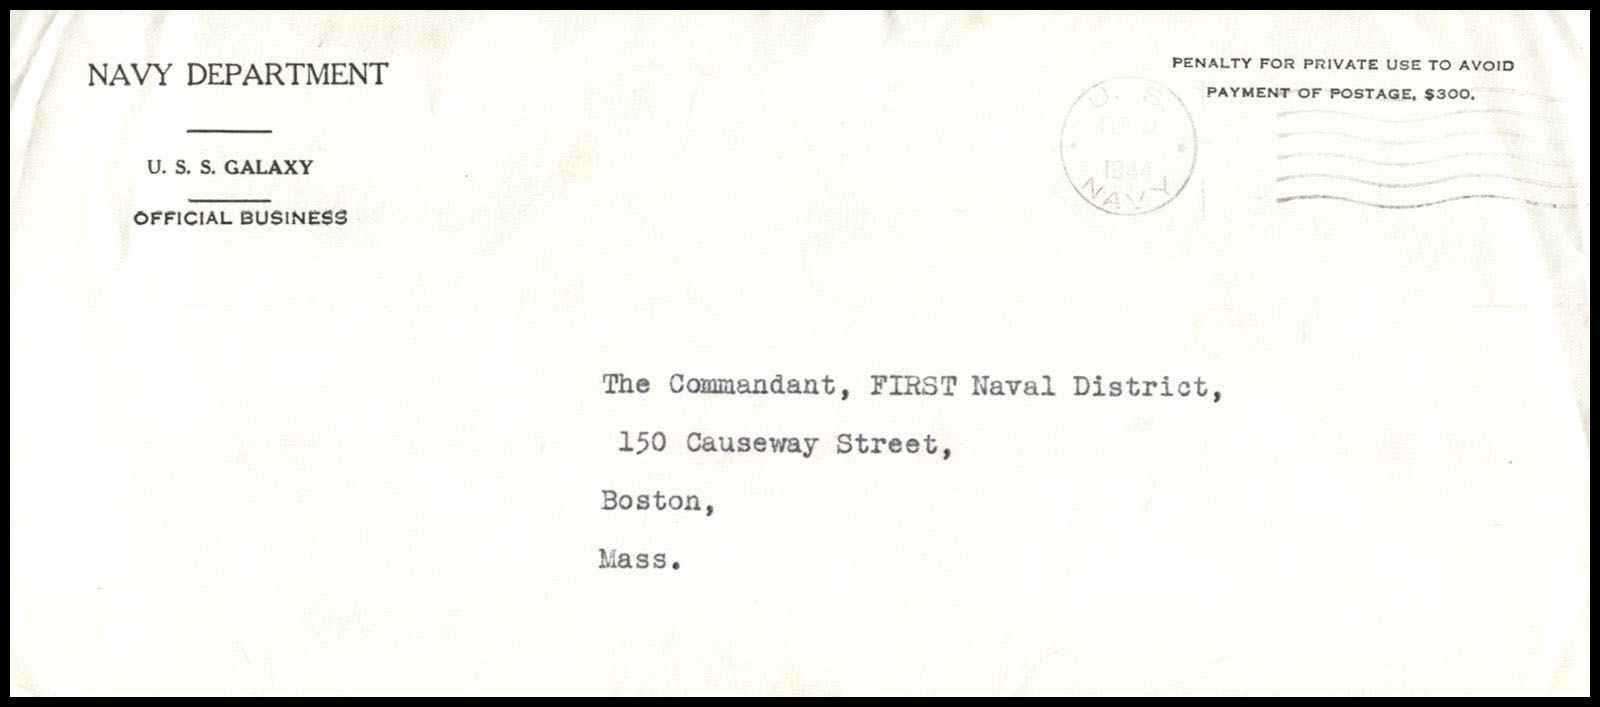 NAVY DEPARTMENT
U. S. S. GALAXY
OFFICIAL BUSINESS
PENALTY FOR PRIVATE USE TO AVOID
PAYMENT OF POSTAGE, $300.
U. S.
1944
NAVY
The Commandant, FIRST Naval District,
150 Causeway Street,
Boston,
Mass.